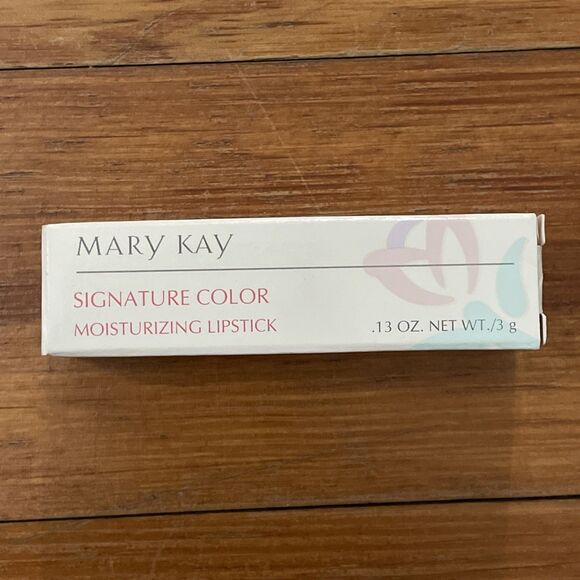 MARY KAY
SIGNATURE COLOR
MOISTURIZING LIPSTICK
.13 OZ. NET WT./3 g